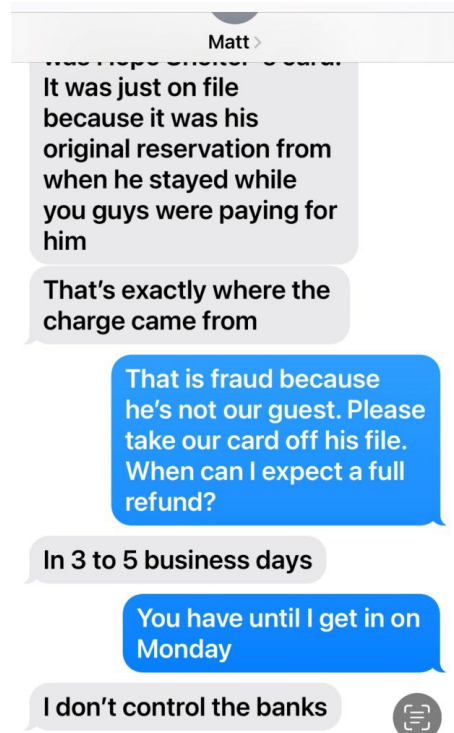 Matt
It was just on file
because it was his
original reservation from
when he stayed while
you guys were paying for
him
That’s exactly where the
charge came from
That is fraud because
he’s not our guest. Please
take our card off his file.
When can I expect a full
refund?
In 3 to 5 business days
You have until I get in on
Monday
I don’t control the banks